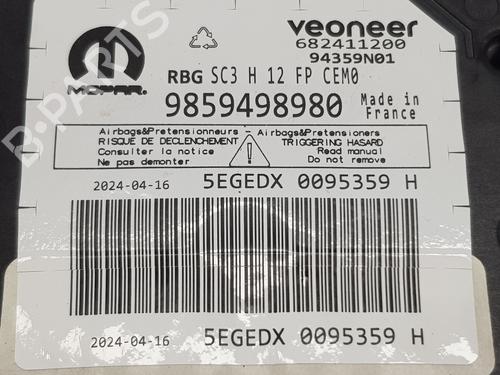 veoneer
682411200
94359N01
MOPAR.
RBG SC3 H 12 FP CEM0
9859498980
Made in
France
Airbags&Pretensionneurs - Airbags&Pretensioners
RISQUE DE DECLENCHEMENT
Consulter la notice
Ne pas demonter
TRIGGERING HASARD
Read manual
Do not remove
2024-04-16 5EGEDX 0095359 H
2024-04-16 5EGEDX 0095359 H
B-PARTS